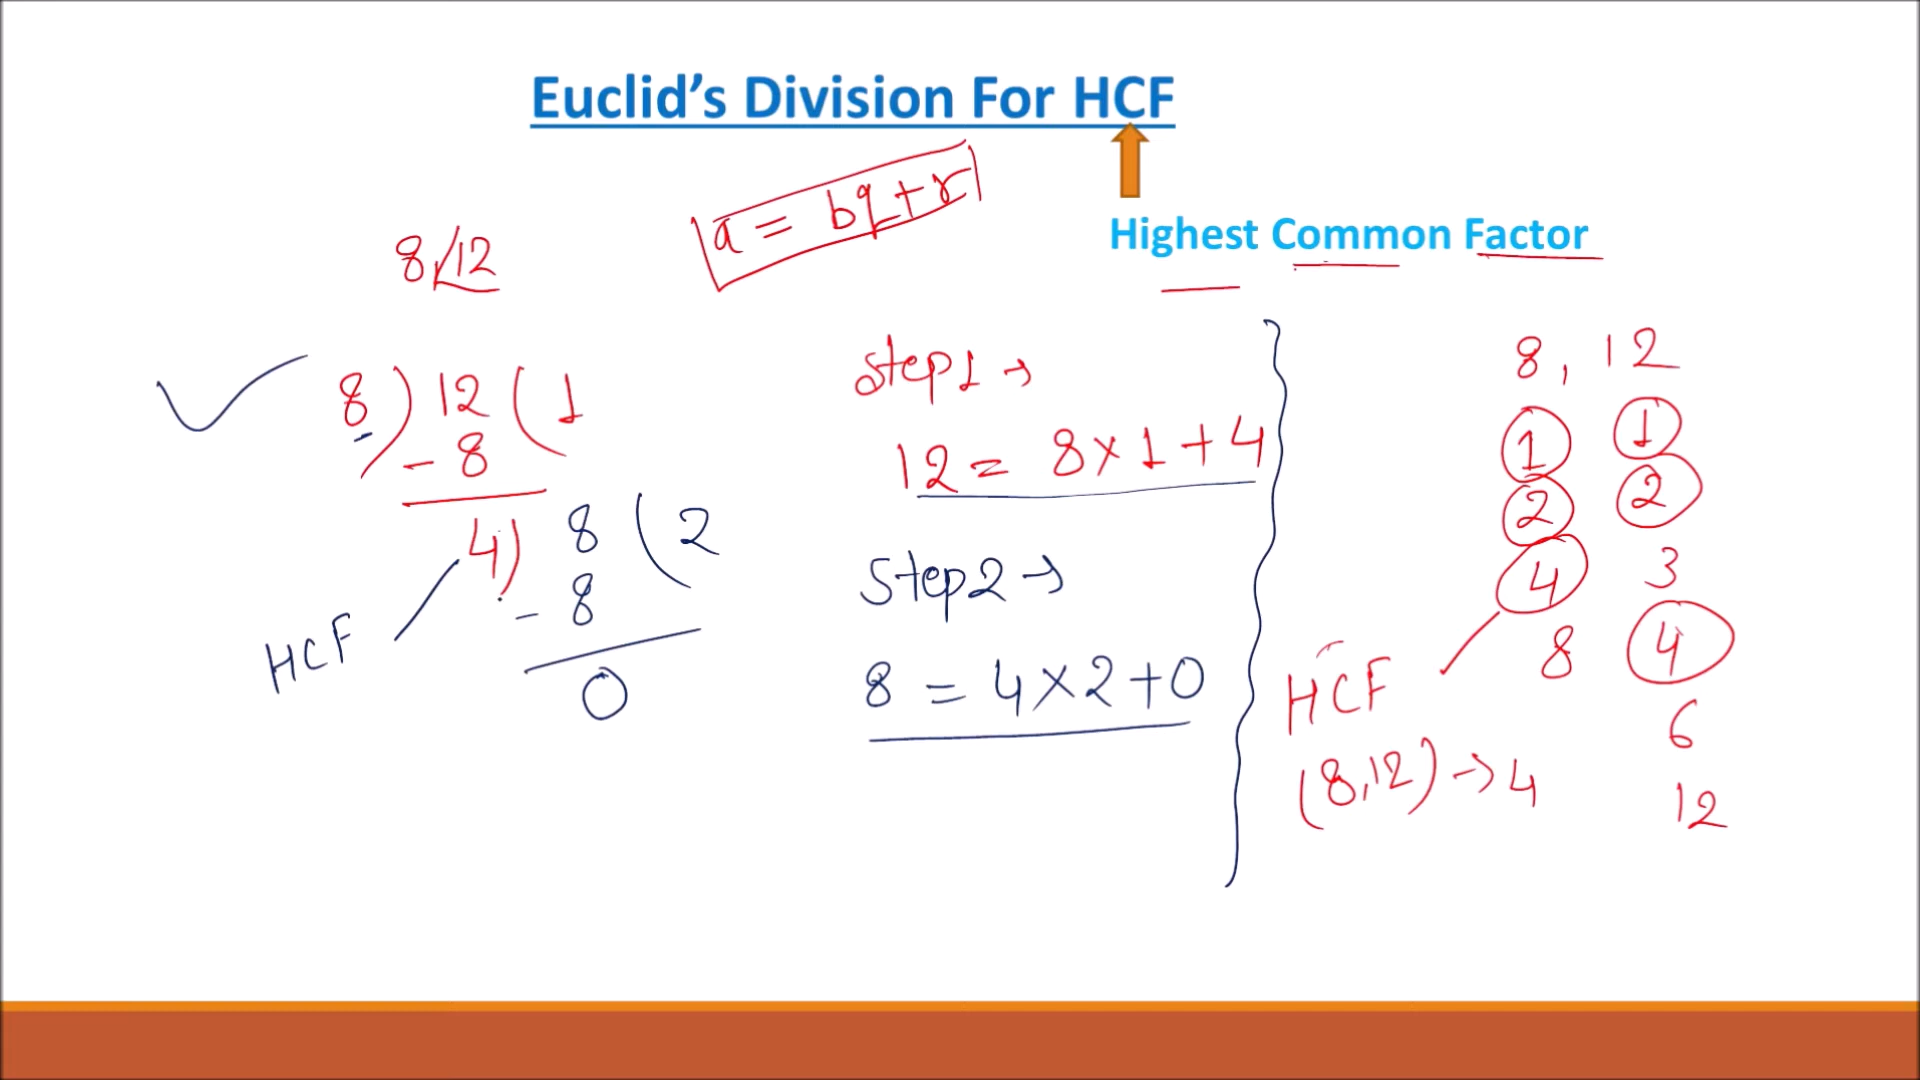 Euclid's Division For HCF
a = bq+r
Highest Common Factor
8,12
8) 12 (1
- 8
4) 8 (2
- 8
0
HCF
Step1 →
12 = 8×1+4
Step2 →
8 = 4×2+0
8, 12
1 1
2 2
4 3
8 4
6
12
HCF
(8,12) → 4